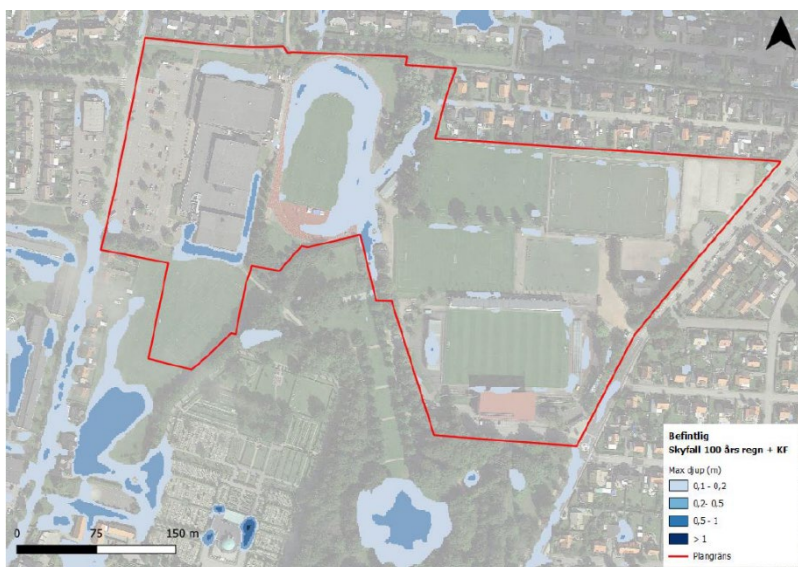 Befintlig
Skyfall 100 års regn + KF
Max djup (m)
0,1 - 0,2
0,2- 0,5
0,5 - 1
> 1
Plangräns
0 75 150 m